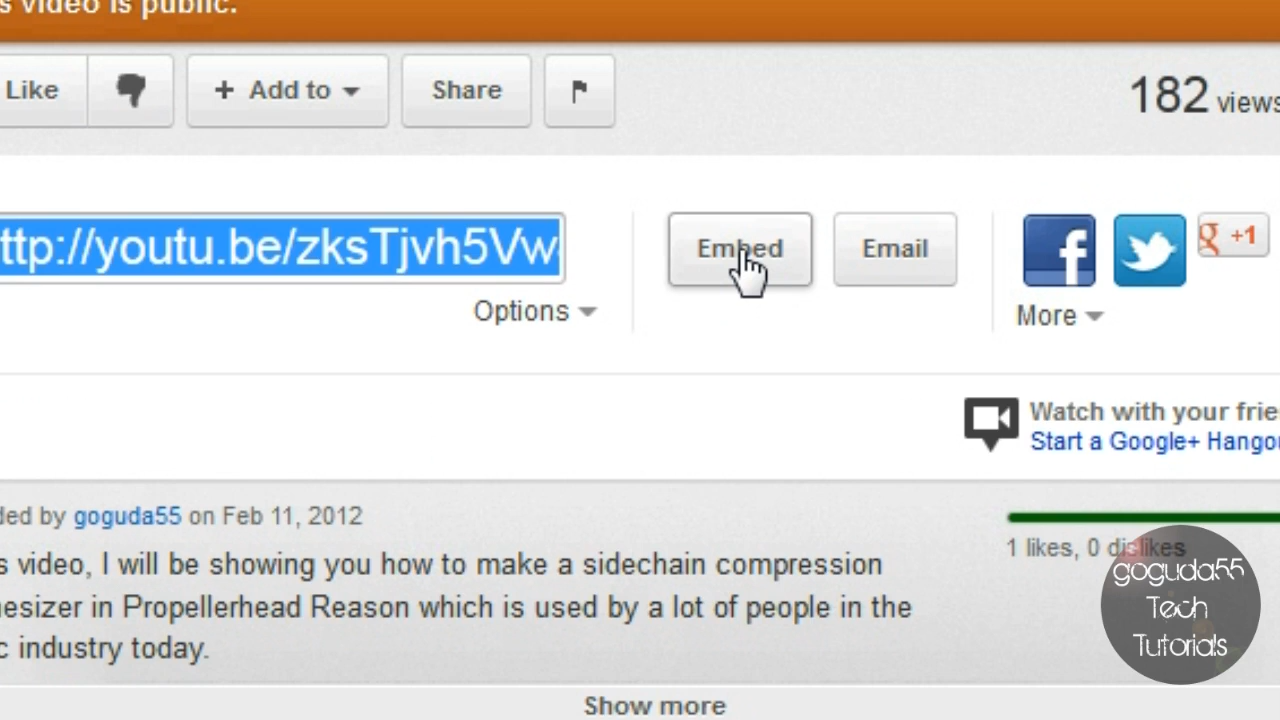 s video is public.
Like
+ Add to
Share
182 views
ttp://youtu.be/zksTjvh5Vw
Embed
Email
g +1
Options
More
Watch with your frie
Start a Google+ Hangou
ded by goguda55 on Feb 11, 2012
1 likes, 0 dislikes
s video, I will be showing you how to make a sidechain compression
hesizer in Propellerhead Reason which is used by a lot of people in the
c industry today.
Show more
goguda55
Tech
Tutorials